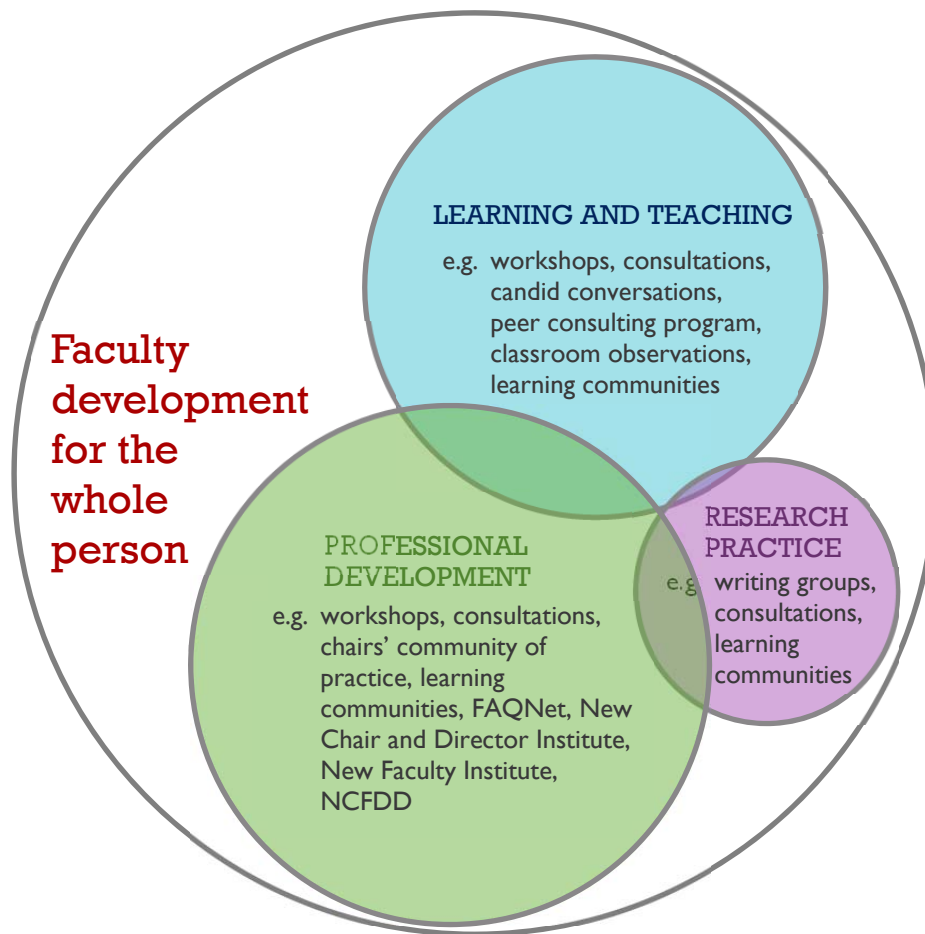 LEARNING AND TEACHING
e.g. workshops, consultations,
candid conversations,
peer consulting program,
classroom observations,
learning communities
Faculty
development
for the
whole
person
PROFESSIONAL
DEVELOPMENT
e.g. workshops, consultations,
chairs’ community of
practice, learning
communities, FAQNet, New
Chair and Director Institute,
New Faculty Institute,
NCFDD
RESEARCH
PRACTICE
e.g. writing groups,
consultations,
learning
communities